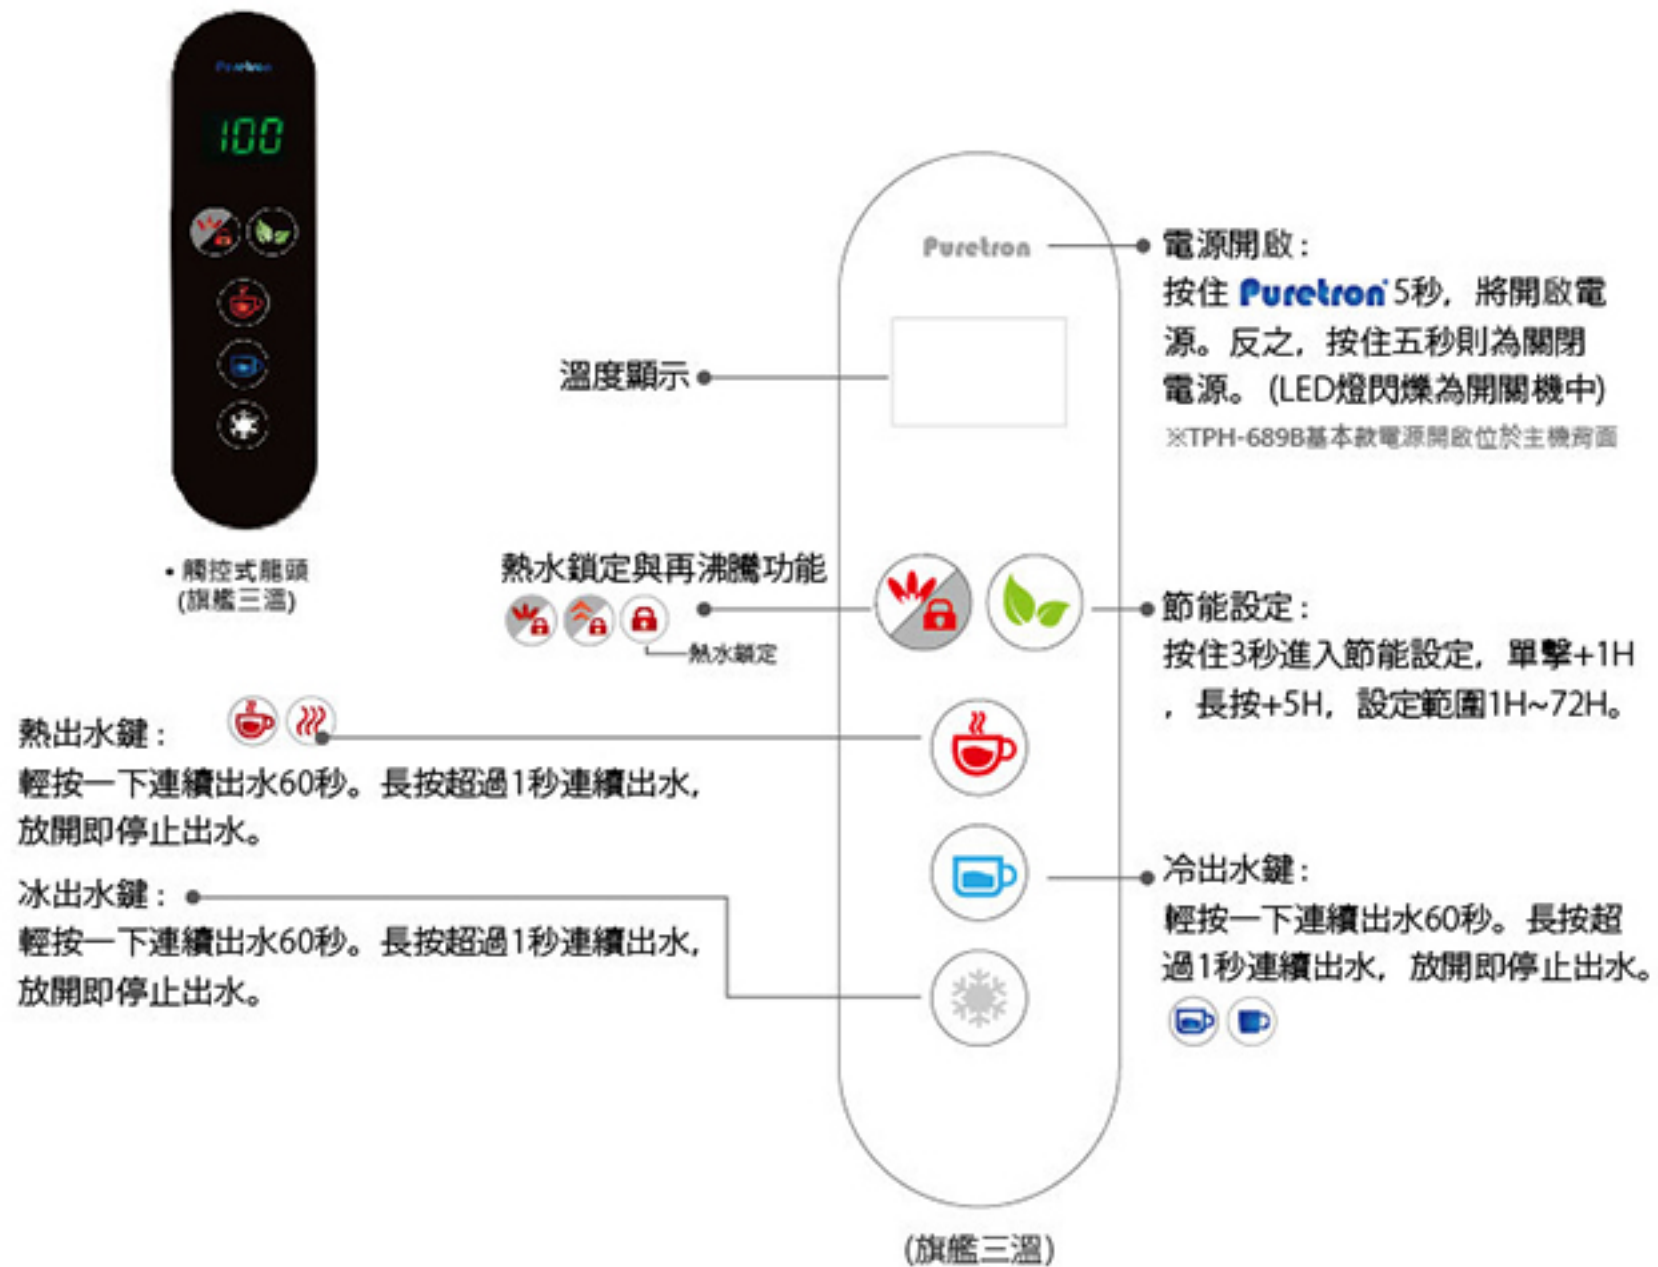 Puretron
100
• 觸控式龍頭
(旗艦三溫)
Puretron
電源開啟：
按住 Puretron 5秒，將開啟電
源。反之，按住五秒則為關閉
電源。(LED燈閃爍為開關機中)
※TPH-689B基本款電源開啟位於主機背面
溫度顯示
熱水鎖定與再沸騰功能
熱水鎖定
節能設定：
按住3秒進入節能設定，單擊+1H
，長按+5H，設定範圍1H~72H。
熱出水鍵：
輕按一下連續出水60秒。長按超過1秒連續出水，
放開即停止出水。
冰出水鍵：
輕按一下連續出水60秒。長按超過1秒連續出水，
放開即停止出水。
冷出水鍵：
輕按一下連續出水60秒。長按超
過1秒連續出水，放開即停止出水。
(旗艦三溫)